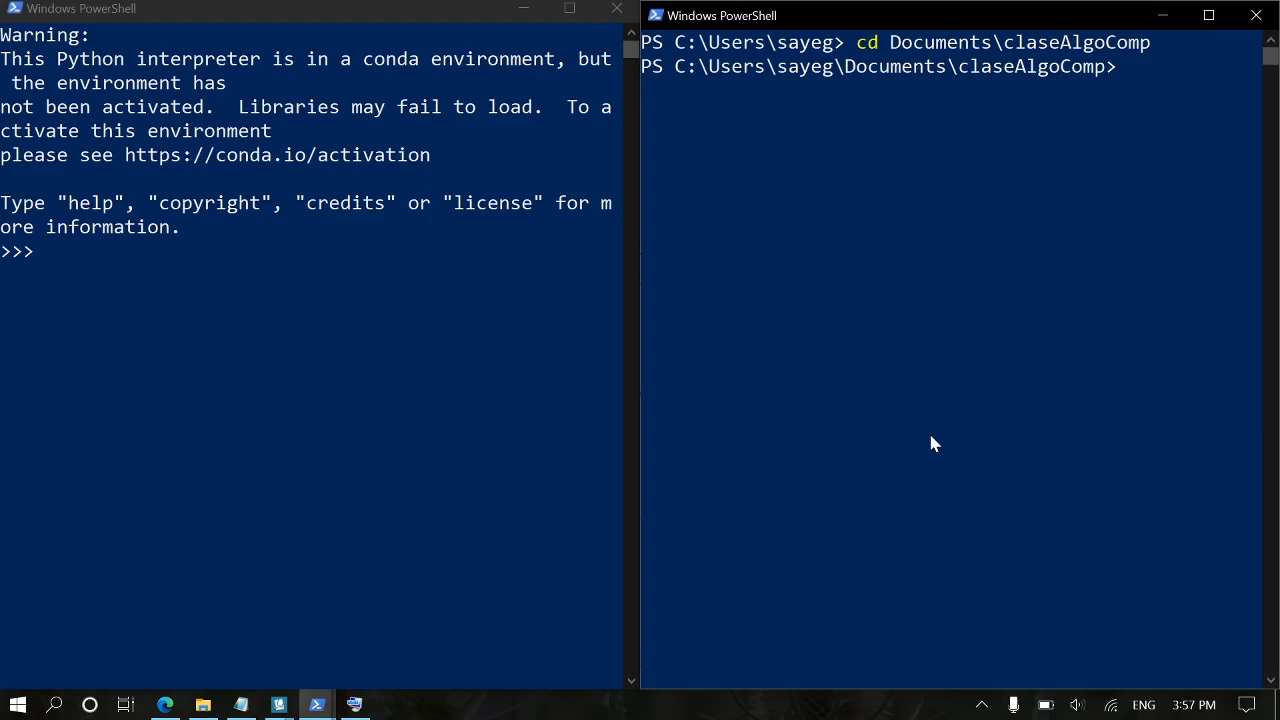 Windows PowerShell
Warning:
This Python interpreter is in a conda environment, but
 the environment has
not been activated.  Libraries may fail to load.  To a
ctivate this environment
please see https://conda.io/activation
Type "help", "copyright", "credits" or "license" for m
ore information.
>>>
Windows PowerShell
PS C:\Users\sayeg> cd Documents\claseAlgoComp
PS C:\Users\sayeg\Documents\claseAlgoComp>
ENG
3:57 PM